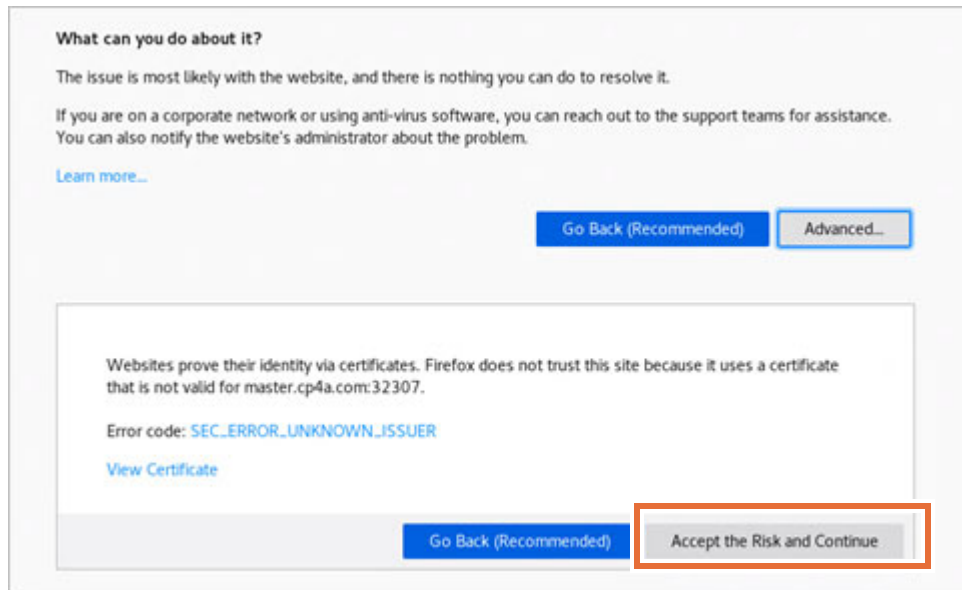 What can you do about it?
The issue is most likely with the website, and there is nothing you can do to resolve it.
If you are on a corporate network or using anti-virus software, you can reach out to the support teams for assistance.
You can also notify the website's administrator about the problem.
Learn more...
Go Back (Recommended)
Advanced...
Websites prove their identity via certificates. Firefox does not trust this site because it uses a certificate
that is not valid for master.cp4a.com:32307.
Error code: SEC_ERROR_UNKNOWN_ISSUER
View Certificate
Go Back (Recommended)
Accept the Risk and Continue